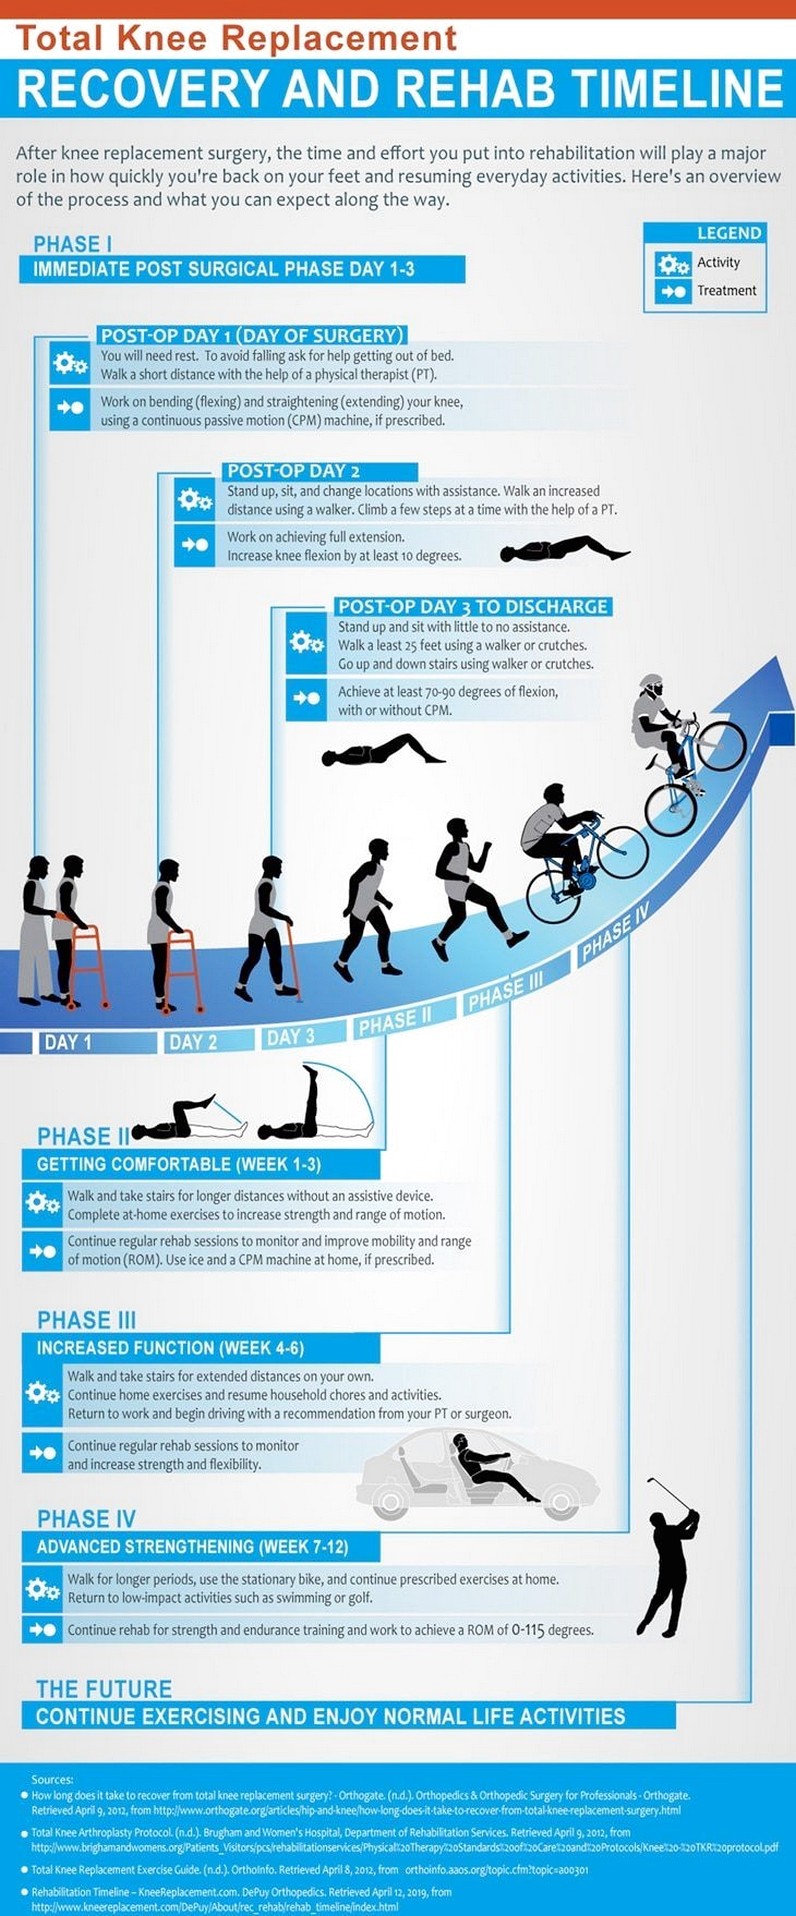 Total Knee Replacement
RECOVERY AND REHAB TIMELINE
After knee replacement surgery, the time and effort you put into rehabilitation will play a major
role in how quickly you're back on your feet and resuming everyday activities. Here's an overview
of the process and what you can expect along the way.
PHASE I
IMMEDIATE POST SURGICAL PHASE DAY 1-3
LEGEND
Activity
Treatment
POST-OP DAY 1 (DAY OF SURGERY)
You will need rest. To avoid falling ask for help getting out of bed.
Walk a short distance with the help of a physical therapist (PT).
Work on bending (flexing) and straightening (extending) your knee,
using a continuous passive motion (CPM) machine, if prescribed.
POST-OP DAY 2
Stand up, sit, and change locations with assistance. Walk an increased
distance using a walker. Climb a few steps at a time with the help of a PT.
Work on achieving full extension.
Increase knee flexion by at least 10 degrees.
POST-OP DAY 3 TO DISCHARGE
Stand up and sit with little to no assistance.
Walk a least 25 feet using a walker or crutches.
Go up and down stairs using walker or crutches.
Achieve at least 70-90 degrees of flexion,
with or without CPM.
DAY 1
DAY 2
DAY 3
PHASE II
PHASE III
PHASE IV
PHASE II
GETTING COMFORTABLE (WEEK 1-3)
Walk and take stairs for longer distances without an assistive device.
Complete at-home exercises to increase strength and range of motion.
Continue regular rehab sessions to monitor and improve mobility and range
of motion (ROM). Use ice and a CPM machine at home, if prescribed.
PHASE III
INCREASED FUNCTION (WEEK 4-6)
Walk and take stairs for extended distances on your own.
Continue home exercises and resume household chores and activities.
Return to work and begin driving with a recommendation from your PT or surgeon.
Continue regular rehab sessions to monitor
and increase strength and flexibility.
PHASE IV
ADVANCED STRENGTHENING (WEEK 7-12)
Walk for longer periods, use the stationary bike, and continue prescribed exercises at home.
Return to low-impact activities such as swimming or golf.
Continue rehab for strength and endurance training and work to achieve a ROM of 0-115 degrees.
THE FUTURE
CONTINUE EXERCISING AND ENJOY NORMAL LIFE ACTIVITIES
Sources:
How long does it take to recover from total knee replacement surgery? - Orthogate. (n.d.). Orthopedics & Orthopedic Surgery for Professionals - Orthogate.
Retrieved April 9, 2012, from http://www.orthogate.org/articles/hip-and-knee/how-long-does-it-take-to-recover-from-total-knee-replacement-surgery.html
Total Knee Arthroplasty Protocol. (n.d.). Brugham and Women's Hospital, Department of Rehabilitation Services. Retrieved April 9, 2012, from
http://www.brighamandwomens.org/Patients_Visitors/pcs/rehabilitationservices/Physical%20Therapy%20Standards%20of%20Care%20and%20Protocols/Knee%20-%20TKR%20protocol.pdf
Total Knee Replacement Exercise Guide. (n.d.). OrthoInfo. Retrieved April 8, 2012, from orthoinfo.aaos.org/topic.cfm?topic=a00301
Rehabilitation Timeline – KneeReplacement.com. DePuy Orthopedics. Retrieved April 12, 2019, from
http://www.kneereplacement.com/DePuy/About/rec_rehab/rehab_timeline/index.html